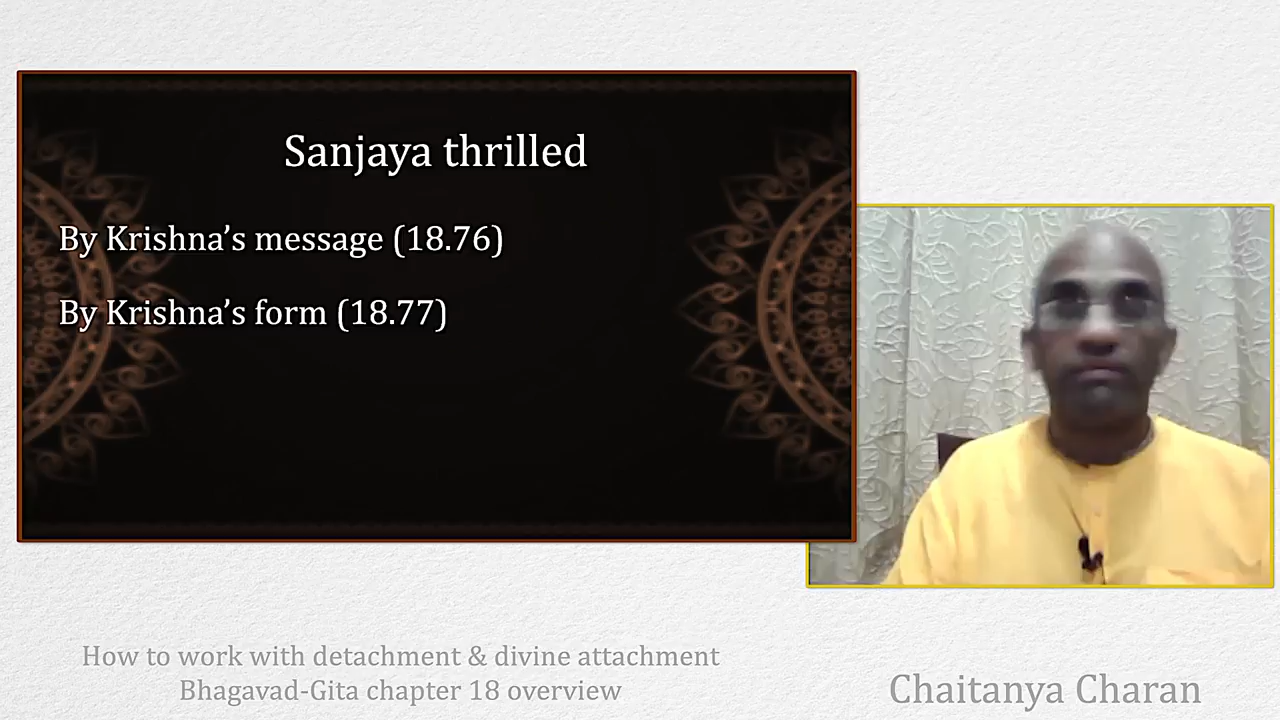 Sanjaya thrilled
By Krishna’s message (18.76)
By Krishna’s form (18.77)
How to work with detachment & divine attachment
Bhagavad-Gita chapter 18 overview
Chaitanya Charan